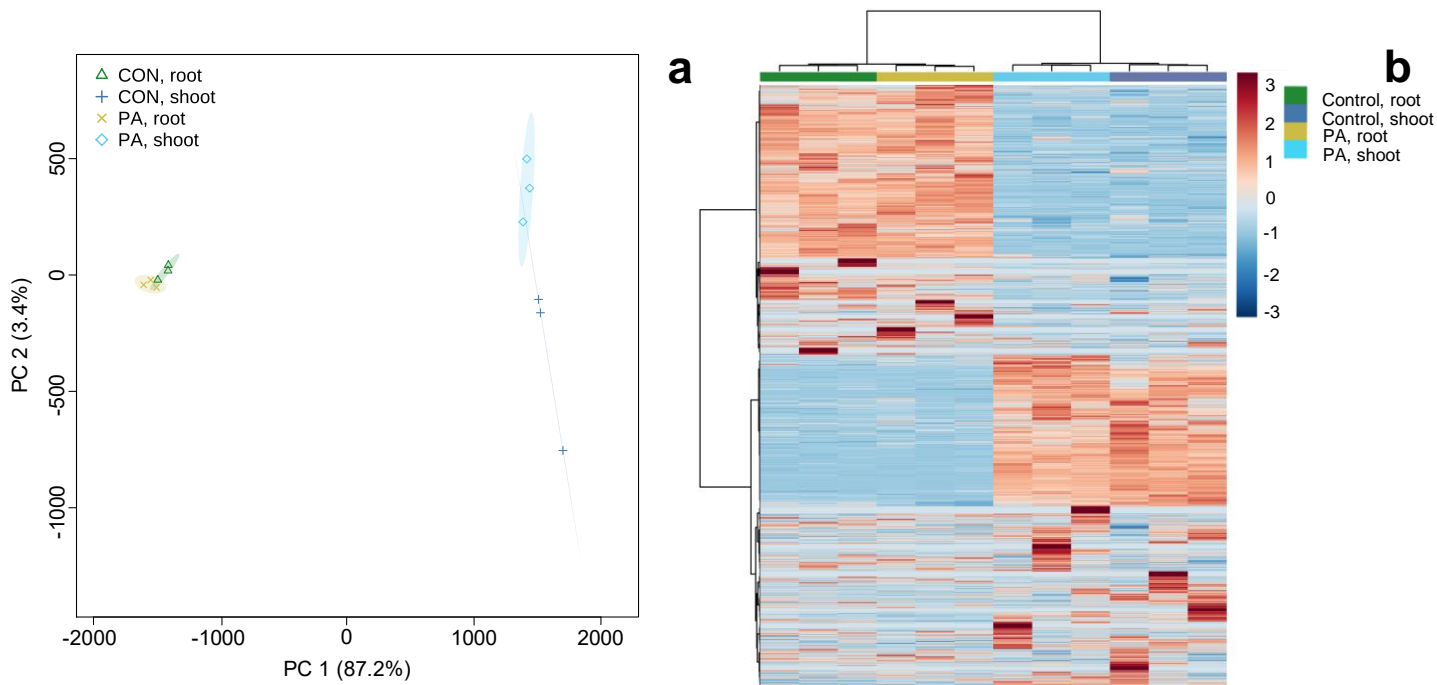 CON, root
CON, shoot
PA, root
PA, shoot
500
0
-500
-1000
PC 2 (3.4%)
-2000
-1000
0
1000
2000
PC 1 (87.2%)
a
b
3
2
1
0
-1
-2
-3
Control, root
Control, shoot
PA, root
PA, shoot